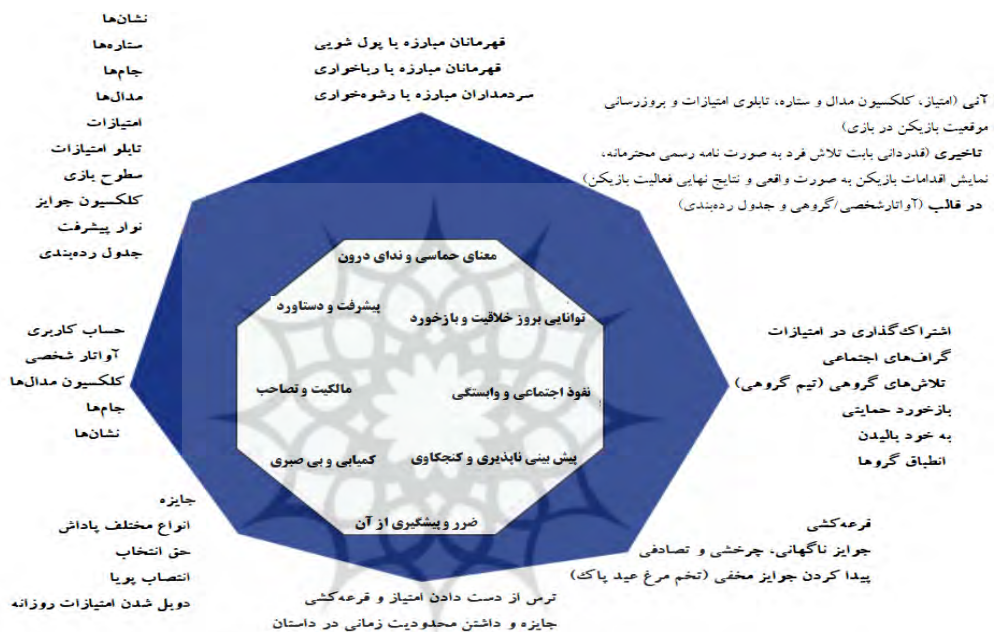 قهرمانان مبارزه با پول شویی
قهرمانان مبارزه با رباخواری
سردمداران مبارزه با رشوه‌خواری
آنی (امتیاز، کلکسیون مدال و ستاره، تابلوی امتیازات و بروزرسانی
موقعیت بازیکن در بازی)
تاخیری (قدردانی بابت تلاش فرد به صورت نامه رسمی محترمانه،
نمایش اقدامات بازیکن به صورت واقعی و نتایج نهایی فعالیت بازیکن)
در قالب (آواتارشخصی/گروهی و جدول رده‌بندی)
نشان‌ها
ستاره‌ها
جام‌ها
مدال‌ها
امتیازات
تابلو امتیازات
سطوح بازی
کلکسیون جوایز
نوار پیشرفت
جدول رده‌بندی
معنای حماسی و ندای درون
توانایی بروز خلاقیت و بازخورد
پیشرفت و دستاورد
نفوذ اجتماعی و وابستگی
مالکیت و تصاحب
پیش بینی ناپذیری و کنجکاوی
کمیابی و بی صبری
ضرر و پیشگیری از آن
اشتراک‌گذاری در امتیازات
گراف‌های اجتماعی
تلاش‌های گروهی (تیم گروهی)
بازخورد حمایتی
به خود بالیدن
انطباق گروها
حساب کاربری
آواتار شخصی
کلکسیون مدال‌ها
جام‌ها
نشان‌ها
قرعه‌کشی
جوایز ناگهانی، چرخشی و تصادفی
پیدا کردن جوایز مخفی (تخم مرغ عید پاک)
جایزه
انواع مختلف پاداش
حق انتخاب
انتصاب پویا
دوبل شدن امتیازات روزانه
ترس از دست دادن امتیاز و قرعه‌کشی
جایزه و داشتن محدودیت زمانی در داستان